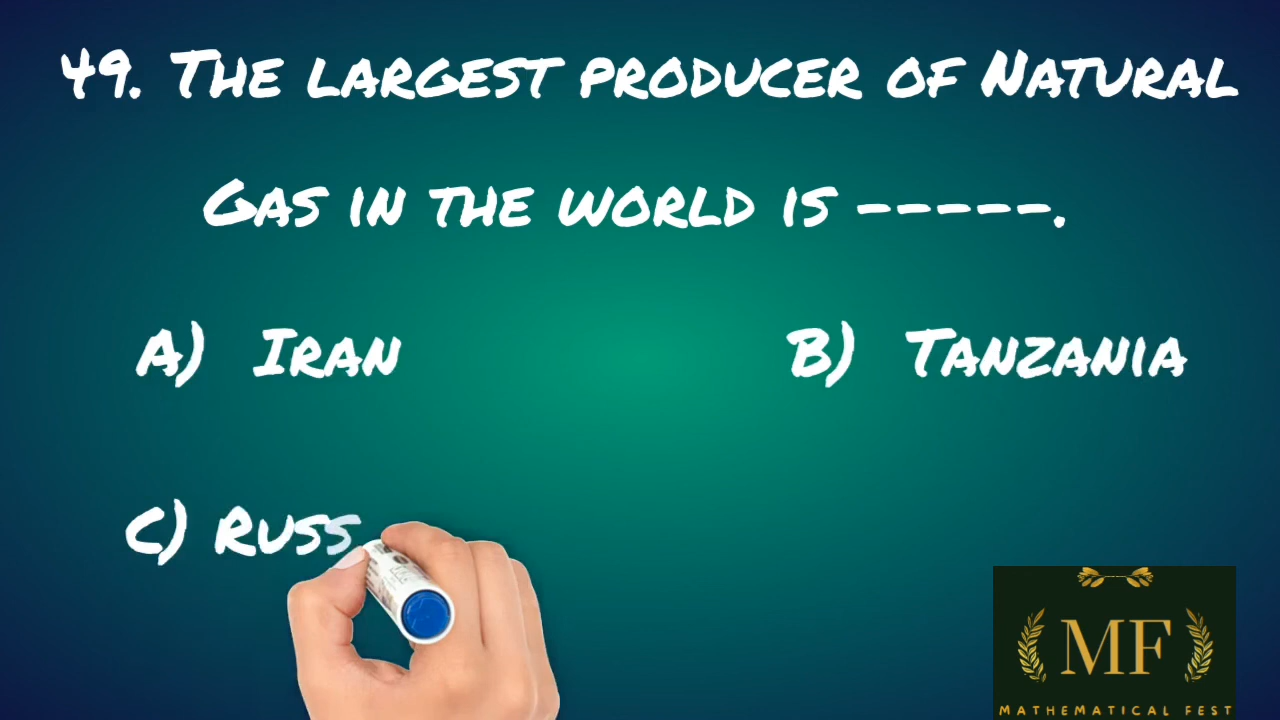 49. The largest producer of Natural
Gas in the world is -----.
A) Iran
B) Tanzania
C) Russ
MF
MATHEMATICAL FEST